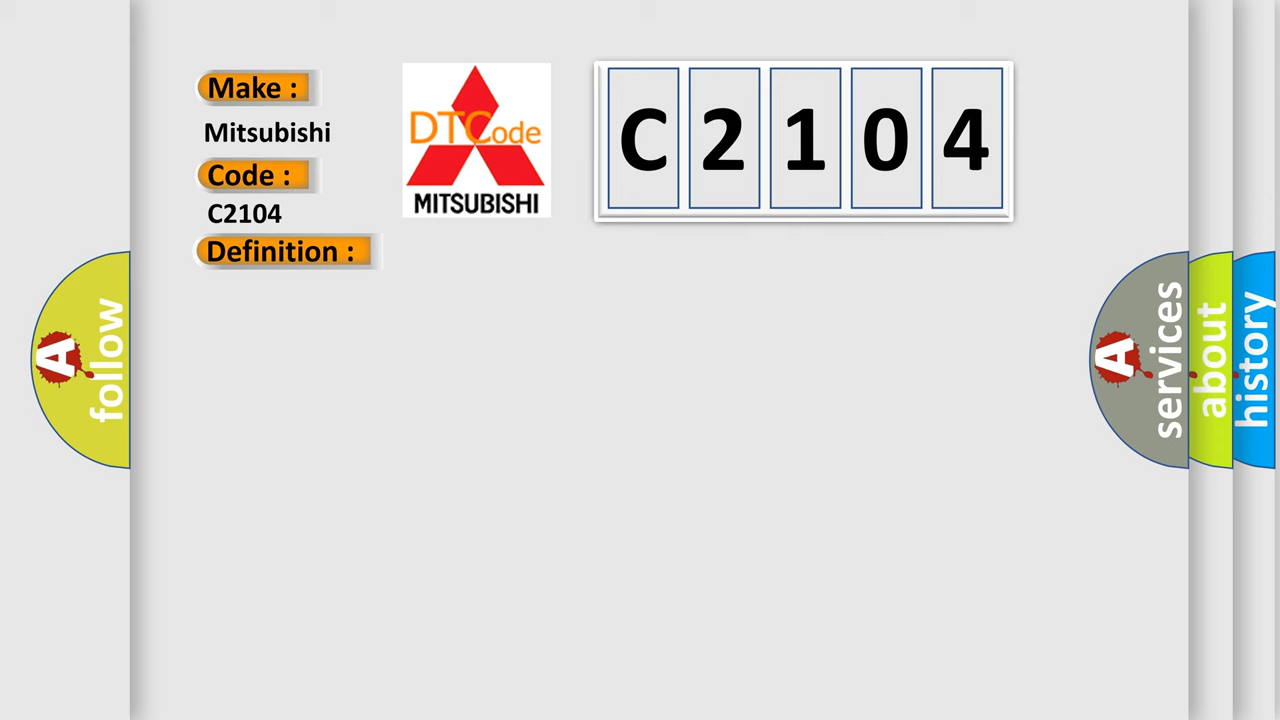 Make :
Mitsubishi
Code :
C2104
Definition :
DTCode
MITSUBISHI
C 2 1 0 4
A follow
A services
about
history